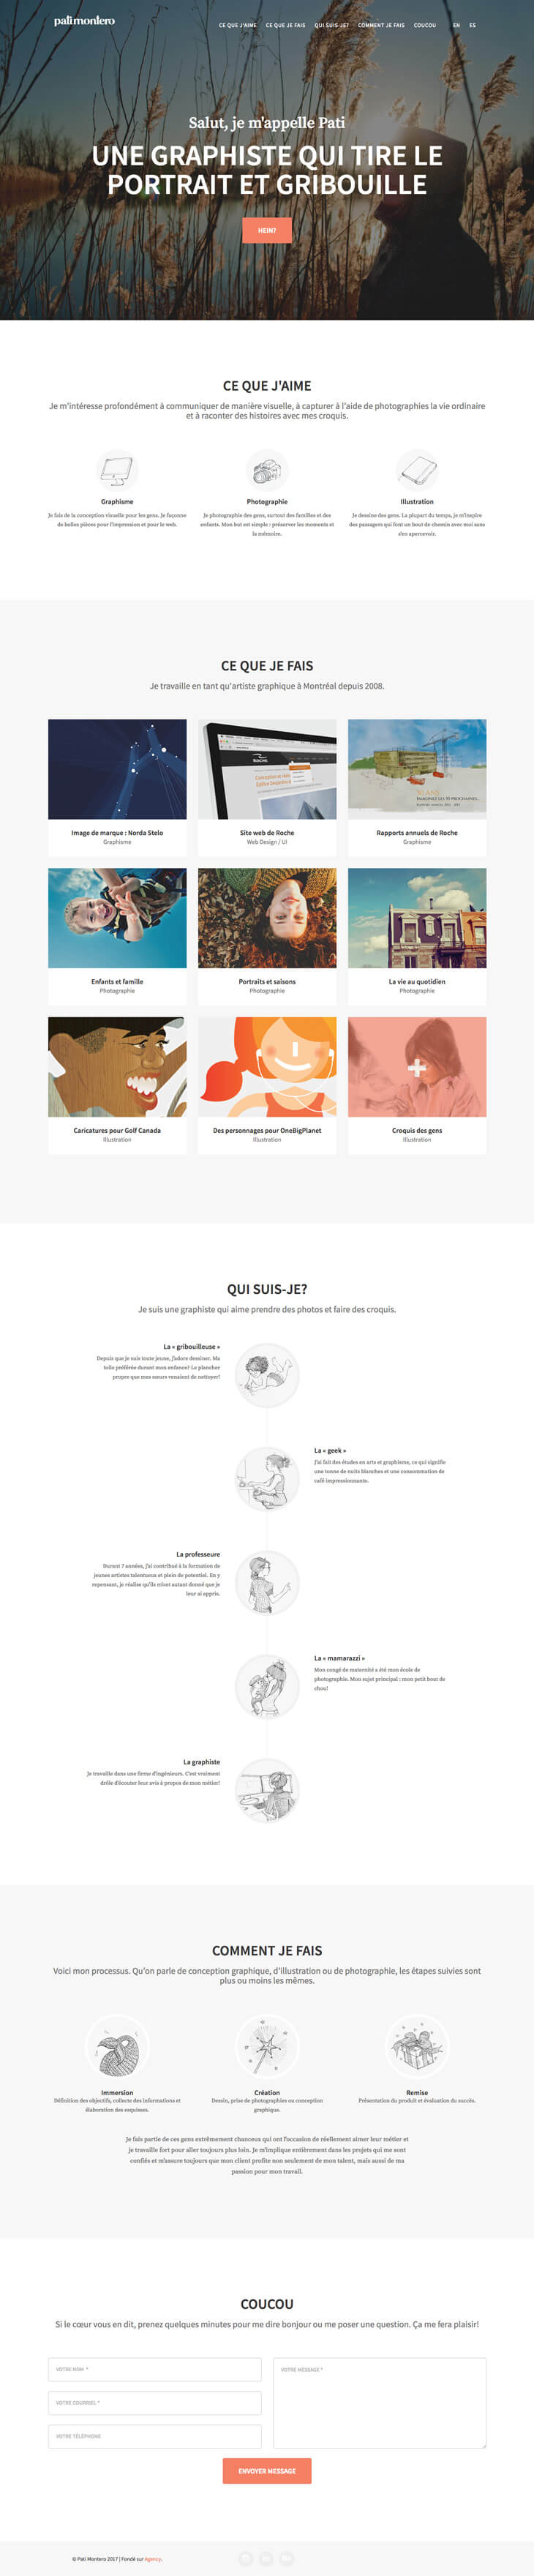 pati montero
CE QUE J'AIME CE QUE JE FAIS QUI SUIS-JE? COMMENT JE FAIS COUCOU EN ES
Salut, je m'appelle Pati
UNE GRAPHISTE QUI TIRE LE
PORTRAIT ET GRIBOUILLE
HEIN?
CE QUE J'AIME
Je m'intéresse profondément à communiquer de manière visuelle, à capturer à l'aide de photographies la vie ordinaire
et à raconter des histoires avec mes croquis.
Graphisme
Je fais de la conception visuelle pour les gens. Je façonne
de belles pièces pour l'impression et pour le web.
Photographie
Je photographie des gens, surtout des familles et des
enfants. Mon but est simple : préserver les moments et
la mémoire.
Illustration
Je dessine des gens. La plupart du temps, je m'inspire
des passagers qui font un bout de chemin avec moi sans
s'en apercevoir.
CE QUE JE FAIS
Je travaille en tant qu'artiste graphique à Montréal depuis 2008.
ROCHE
Image de marque : Norda Stelo
Graphisme
Site web de Roche
Web Design / UI
Rapports annuels de Roche
Graphisme
Enfants et famille
Photographie
Portraits et saisons
Photographie
La vie au quotidien
Photographie
Caricatures pour Golf Canada
Illustration
Des personnages pour OneBigPlanet
Illustration
Croquis des gens
Illustration
QUI SUIS-JE?
Je suis une graphiste qui aime prendre des photos et faire des croquis.
La « gribouilleuse »
Depuis que je suis toute jeune, j'adore dessiner. Ma
toile préférée durant mon enfance? Le plancher
propre que mes sœurs venaient de nettoyer!
La « geek »
J'ai fait des études en arts et graphisme, ce qui signifie
une tonne de nuits blanches et une consommation de
café impressionnante.
La professeure
Durant 7 années, j'ai contribué à la formation de
jeunes artistes talentueux et plein de potentiel. En y
repensant, je réalise qu'ils m'ont autant donné que je
leur ai appris.
La « mamarazzi »
Mon congé de maternité a été mon école de
photographie. Mon sujet principal : mon petit bout de
chou!
La graphiste
Je travaille dans une firme d'ingénieurs. C'est vraiment
drôle d'écouter leur avis à propos de mon métier!
COMMENT JE FAIS
Voici mon processus. Qu'on parle de conception graphique, d'illustration ou de photographie, les étapes suivies sont
plus ou moins les mêmes.
Immersion
Définition des objectifs, collecte des informations et
élaboration des esquisses.
Création
Dessin, prise de photographies ou conception
graphique.
Remise
Présentation du produit et évaluation du succès.
Je fais partie de ces gens extrêmement chanceux qui ont l'occasion de réellement aimer leur métier et
je travaille fort pour aller toujours plus loin. Je m'implique entièrement dans les projets qui me sont
confiés et m'assure toujours que mon client profite non seulement de mon talent, mais aussi de ma
passion pour mon travail.
COUCOU
Si le cœur vous en dit, prenez quelques minutes pour me dire bonjour ou me poser une question. Ça me fera plaisir!
VOTRE NOM *
VOTRE COURRIEL *
VOTRE TÉLÉPHONE
VOTRE MESSAGE *
ENVOYER MESSAGE
© Pati Montero 2017 | Fondé sur Agency.